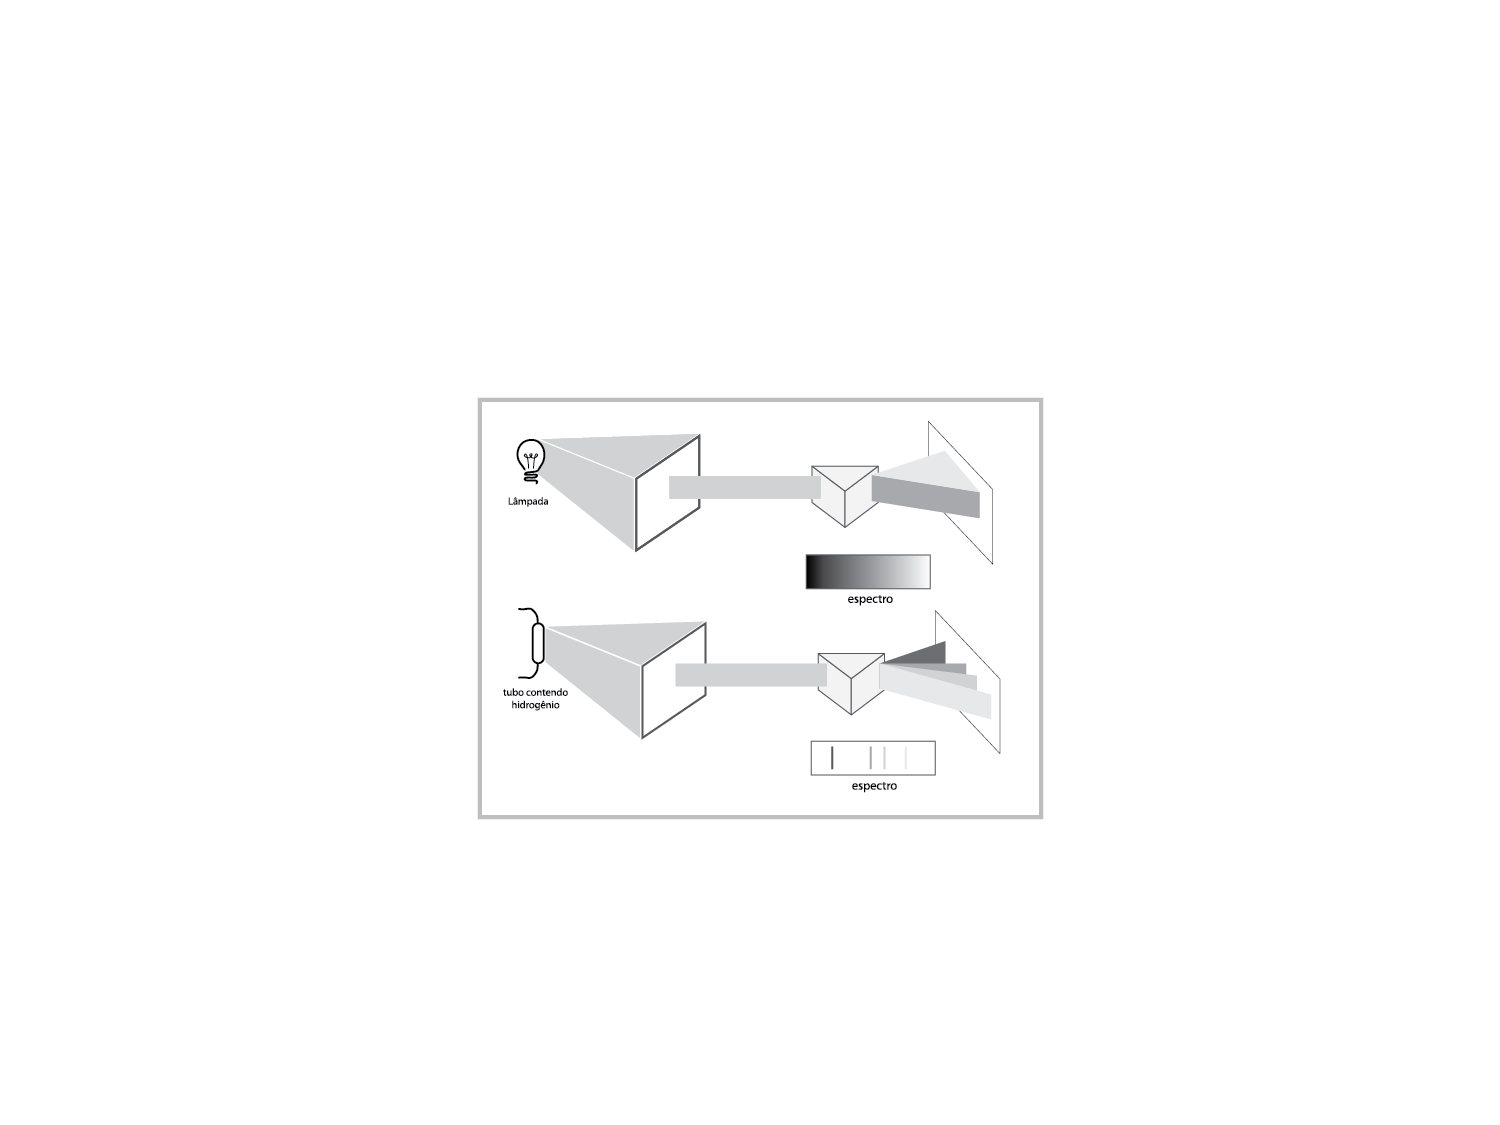 Lâmpada
espectro
tubo contendo
hidrogênio
espectro